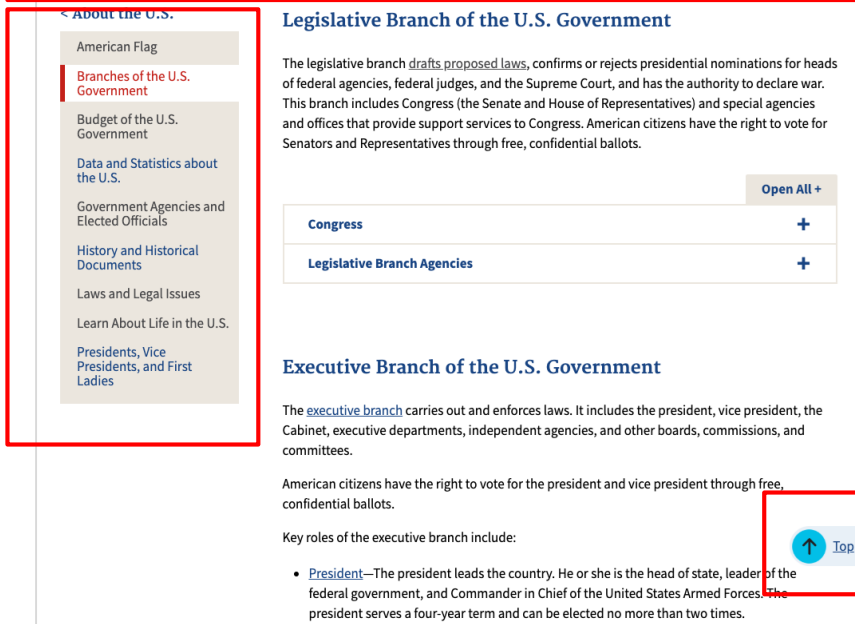 < About the U.S.
American Flag
Branches of the U.S.
Government
Budget of the U.S.
Government
Data and Statistics about
the U.S.
Government Agencies and
Elected Officials
History and Historical
Documents
Laws and Legal Issues
Learn About Life in the U.S.
Presidents, Vice
Presidents, and First
Ladies
Legislative Branch of the U.S. Government
The legislative branch drafts proposed laws, confirms or rejects presidential nominations for heads
of federal agencies, federal judges, and the Supreme Court, and has the authority to declare war.
This branch includes Congress (the Senate and House of Representatives) and special agencies
and offices that provide support services to Congress. American citizens have the right to vote for
Senators and Representatives through free, confidential ballots.
Open All +
Congress +
Legislative Branch Agencies +
Executive Branch of the U.S. Government
The executive branch carries out and enforces laws. It includes the president, vice president, the
Cabinet, executive departments, independent agencies, and other boards, commissions, and
committees.
American citizens have the right to vote for the president and vice president through free,
confidential ballots.
Key roles of the executive branch include:
• President—The president leads the country. He or she is the head of state, leader of the
federal government, and Commander in Chief of the United States Armed Forces. The
president serves a four-year term and can be elected no more than two times.
Top